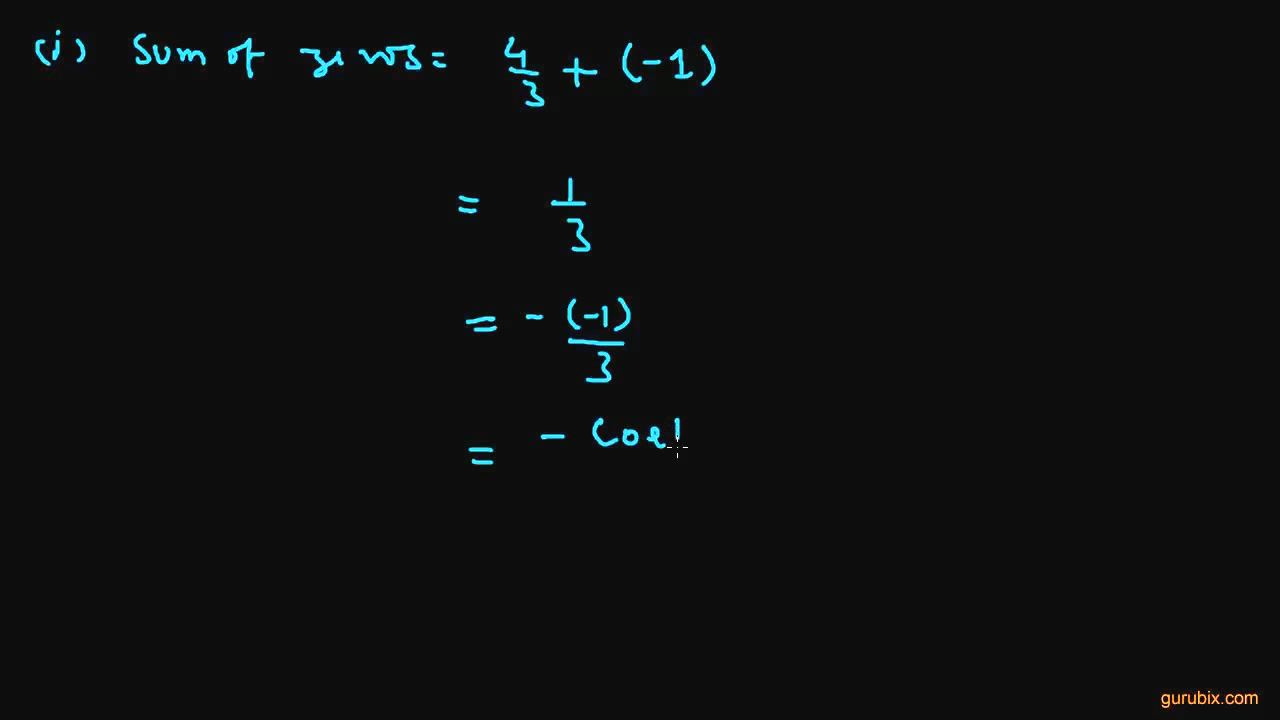 (i) Sum of zeros = 4/3 + (-1)
= 1/3
= - (-1)/3
= - Coef
gurubix.com